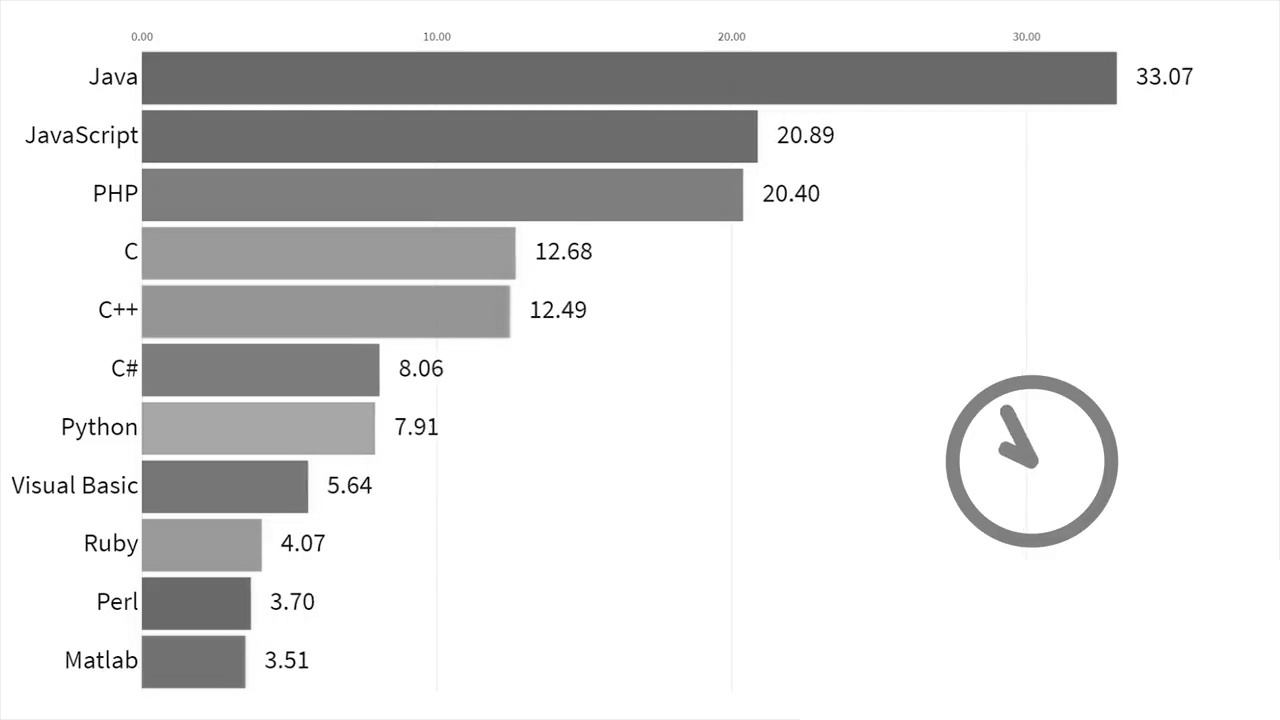 0.00 10.00 20.00 30.00
Java 33.07
JavaScript 20.89
PHP 20.40
C 12.68
C++ 12.49
C# 8.06
Python 7.91
Visual Basic 5.64
Ruby 4.07
Perl 3.70
Matlab 3.51